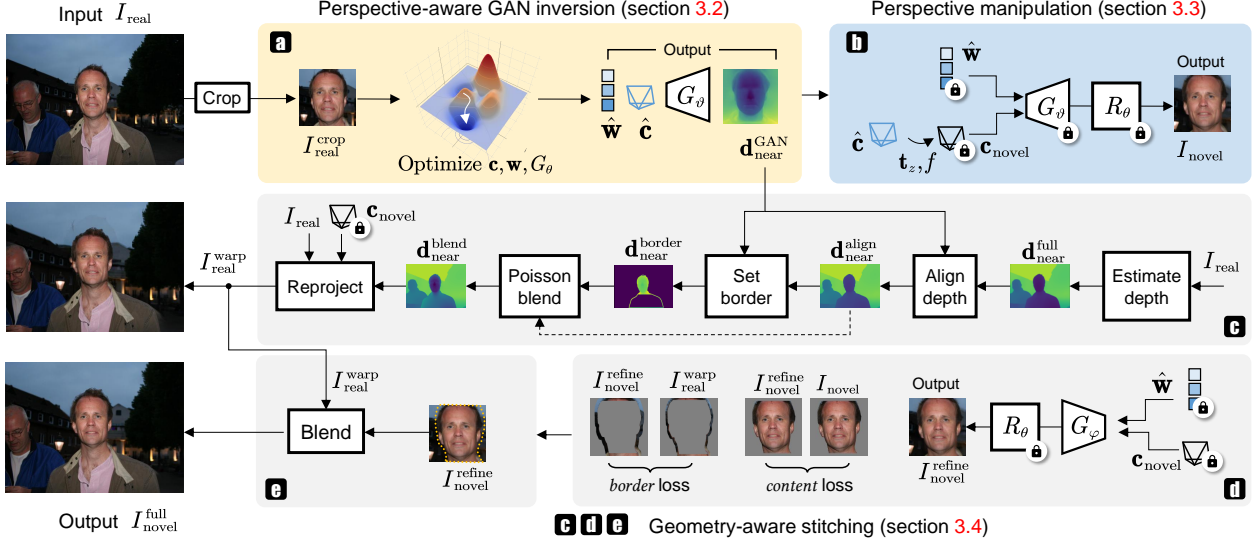 Input I_real
Perspective-aware GAN inversion (section 3.2)
Perspective manipulation (section 3.3)
a
Crop
I_real^crop
Optimize c, w, G_θ
Output
ŵ
ĉ
G_ϑ
d_near^GAN
b
ŵ
ĉ
t_z, f
c_novel
G_ϑ
R_θ
Output
I_novel
I_real^warp
I_real
c_novel
Reproject
d_near^blend
Poisson
blend
d_near^border
Set
border
d_near^align
Align
depth
d_near^full
Estimate
depth
I_real
c
I_real^warp
Blend
I_novel^refine
e
I_novel^refine
I_real^warp
border loss
I_novel^refine
I_novel
content loss
Output
I_novel^refine
R_θ
G_φ
ŵ
c_novel
d
Output I_novel^full
c d e Geometry-aware stitching (section 3.4)